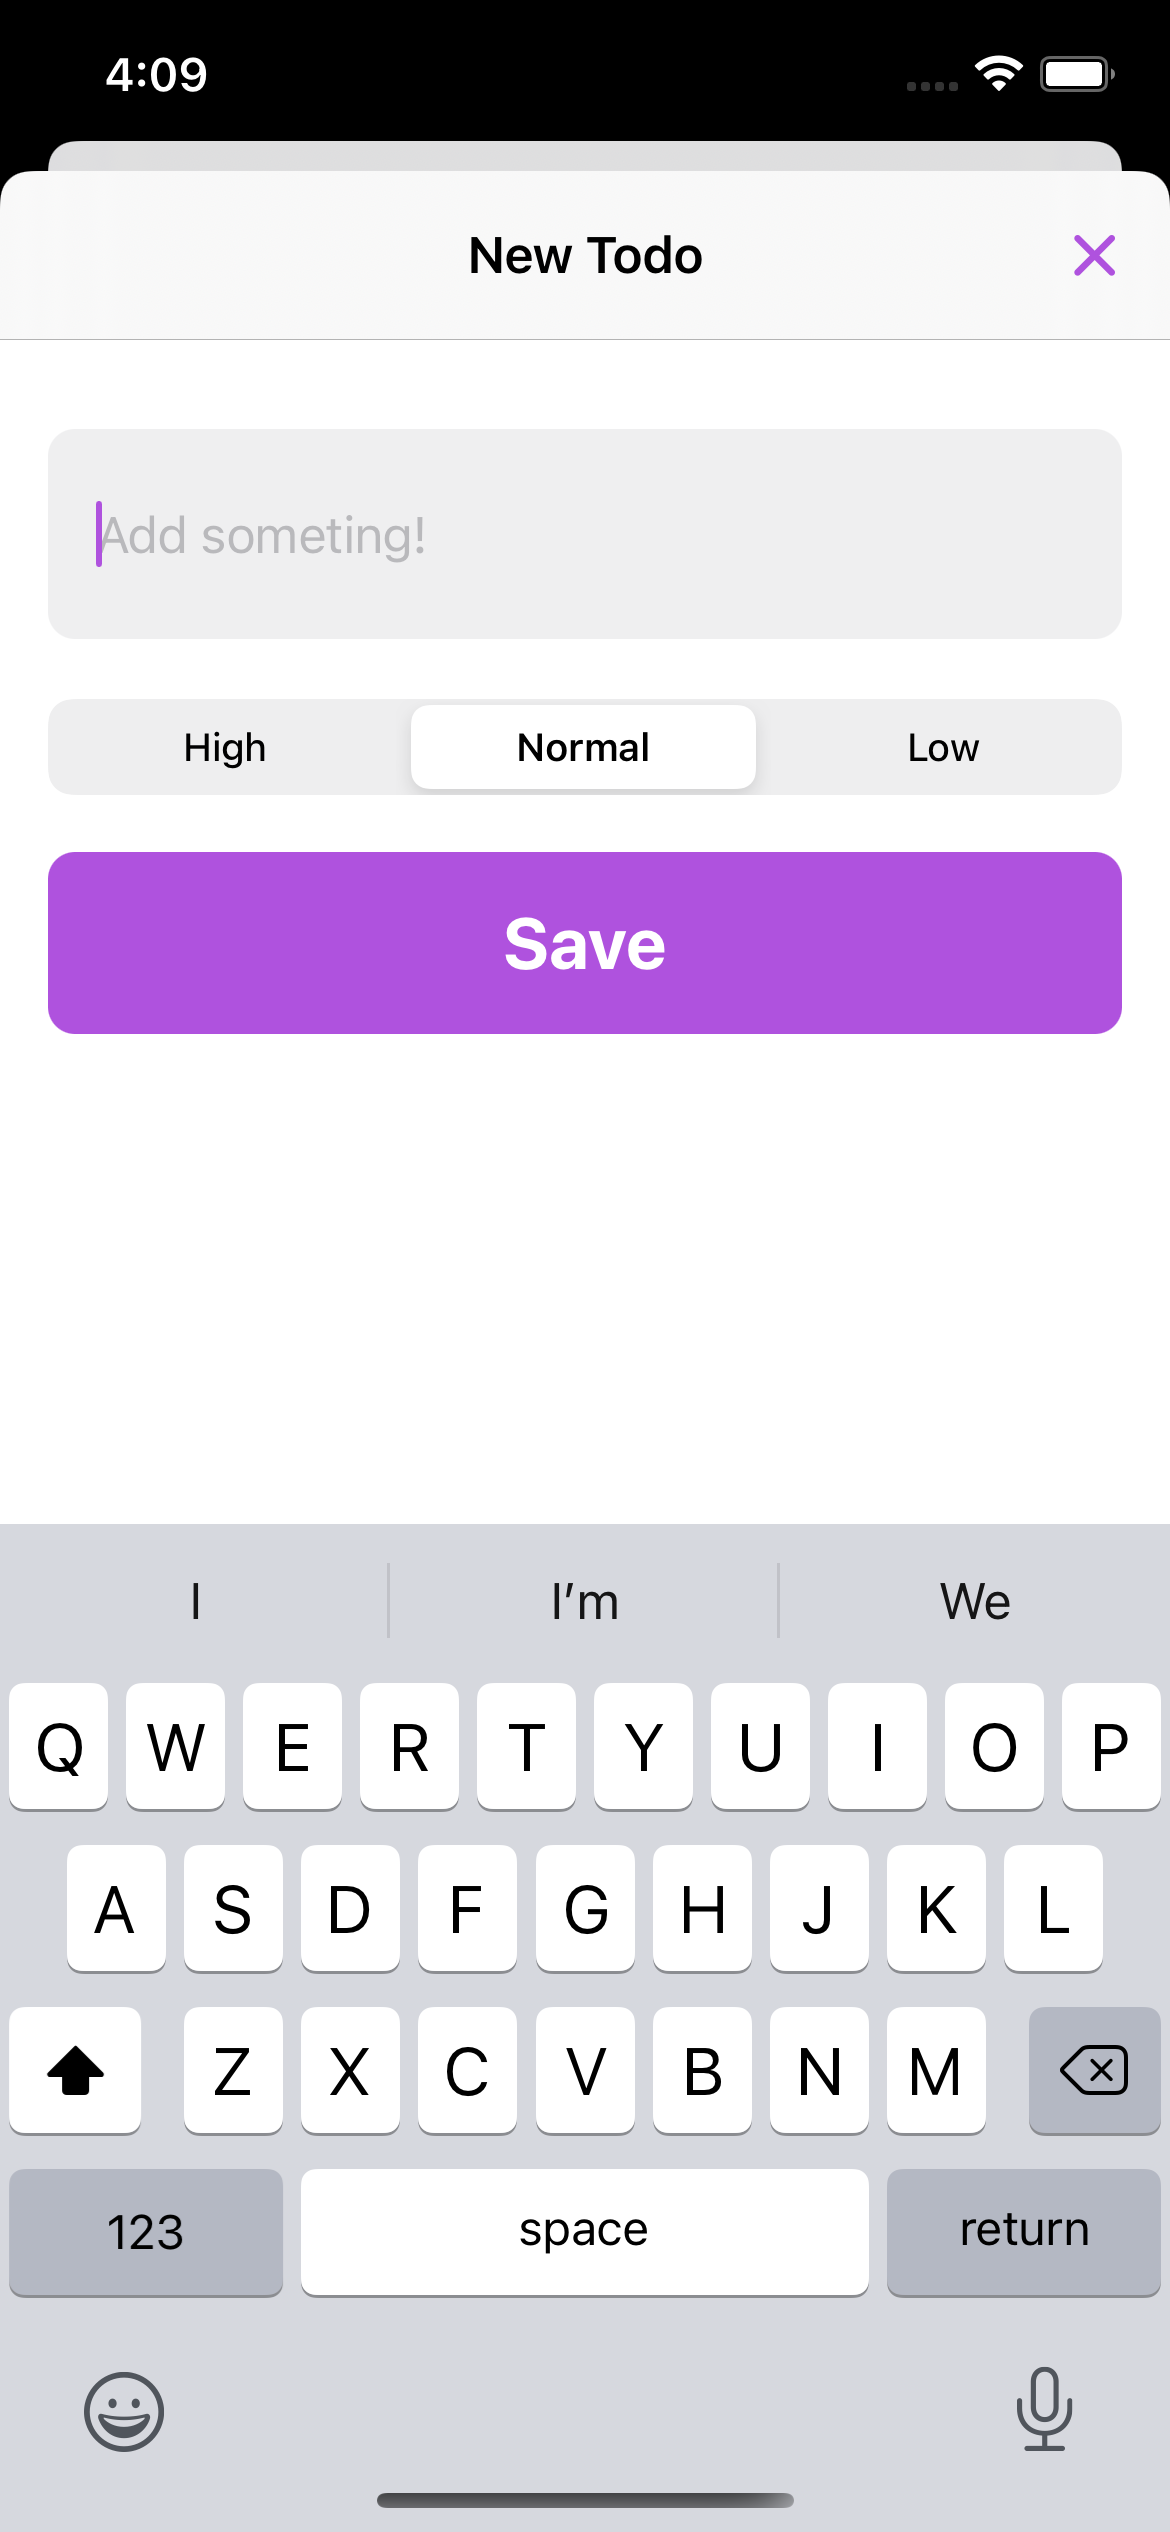 4:09
New Todo
Add someting!
High Normal Low
Save
I I’m We
Q W E R T Y U I O P
A S D F G H J K L
Z X C V B N M
123 space return